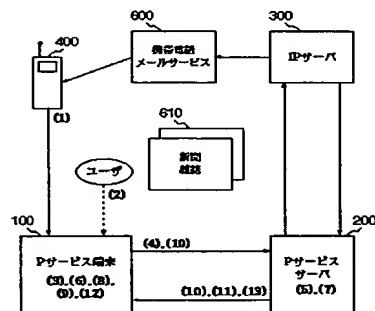 400
600
携帯電話
メールサービス
300
IPサーバ
(1)
610
新聞
雑誌
ユーザ
(2)
100
Pサービス端末
(3)、(6)、(8)、
(9)、(12)
(4)、(10)
(10)、(11)、(13)
200
Pサービス
サーバ
(5)、(7)